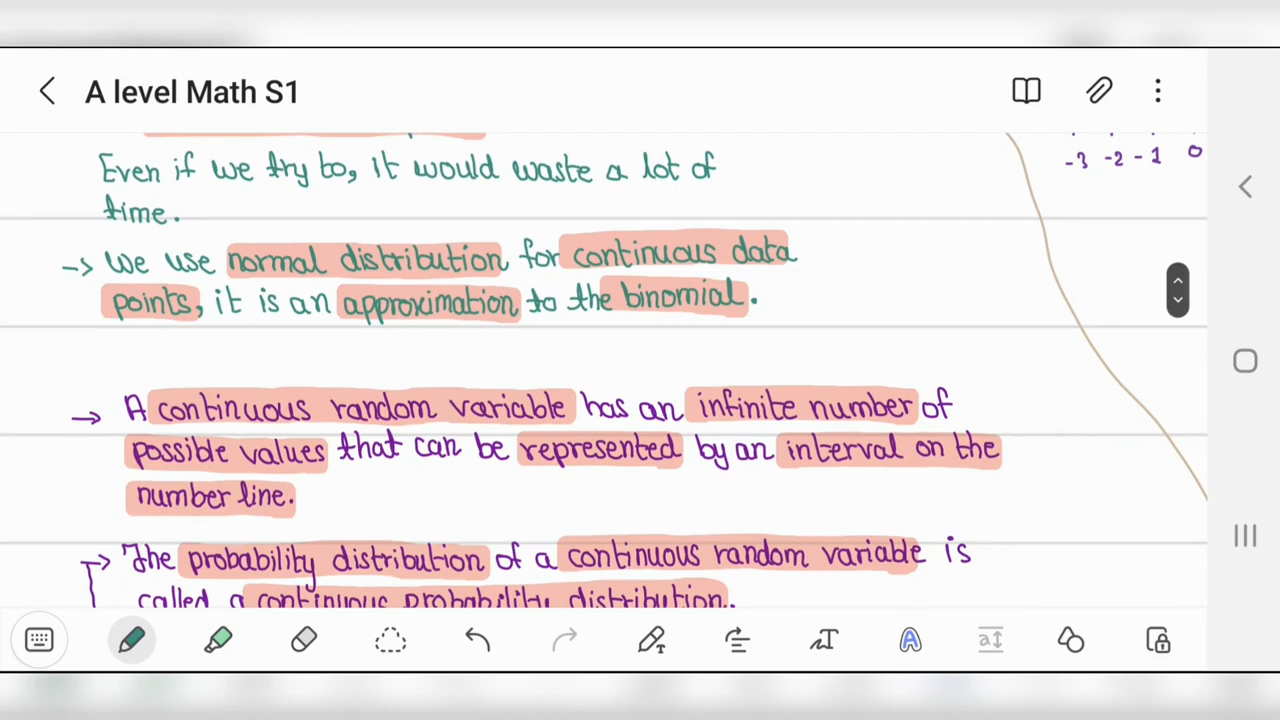 A level Math S1
-3 -2 -1 0
Even if we try to, it would waste a lot of
time.
-> We use normal distribution for continuous data
points, it is an approximation to the binomial.
→ A continuous random variable has an infinite number of
possible values that can be represented by an interval on the
number line.
→ The probability distribution of a continuous random variable is
called a continuous probability distribution.